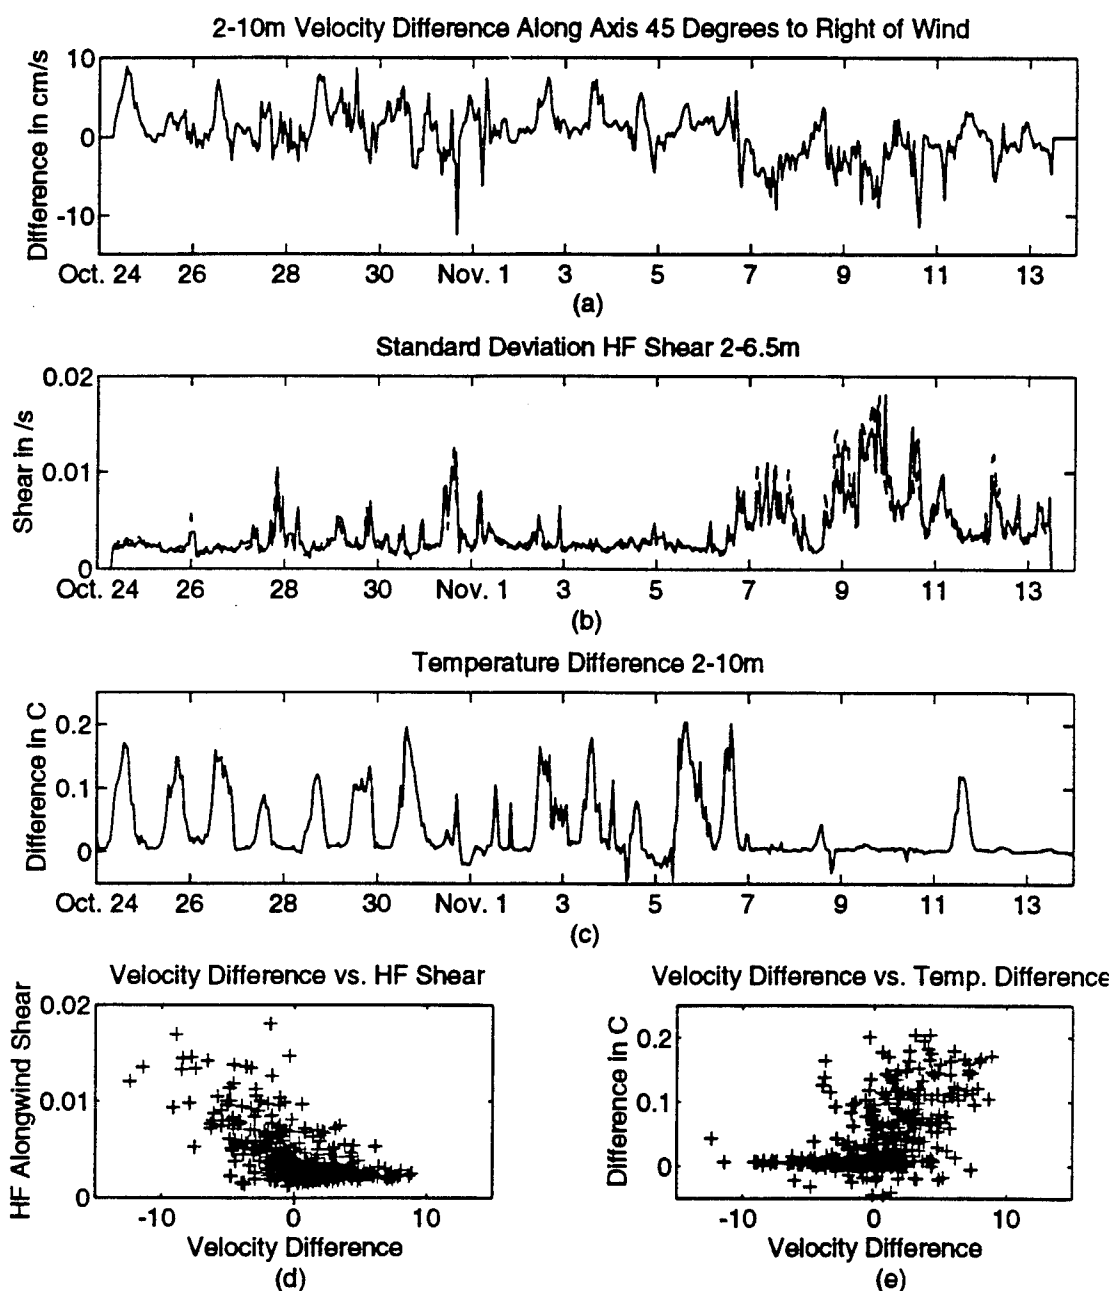 2-10m Velocity Difference Along Axis 45 Degrees to Right of Wind
Difference in cm/s
10
0
-10
Oct. 24 26 28 30 Nov. 1 3 5 7 9 11 13
(a)
Standard Deviation HF Shear 2-6.5m
Shear in /s
0.02
0.01
0
Oct. 24 26 28 30 Nov. 1 3 5 7 9 11 13
(b)
Temperature Difference 2-10m
Difference in C
0.2
0.1
0
Oct. 24 26 28 30 Nov. 1 3 5 7 9 11 13
(c)
Velocity Difference vs. HF Shear
HF Alongwind Shear
0.02
0.01
0
-10 0 10
Velocity Difference
(d)
Velocity Difference vs. Temp. Difference
Difference in C
0.2
0.1
0
-10 0 10
Velocity Difference
(e)